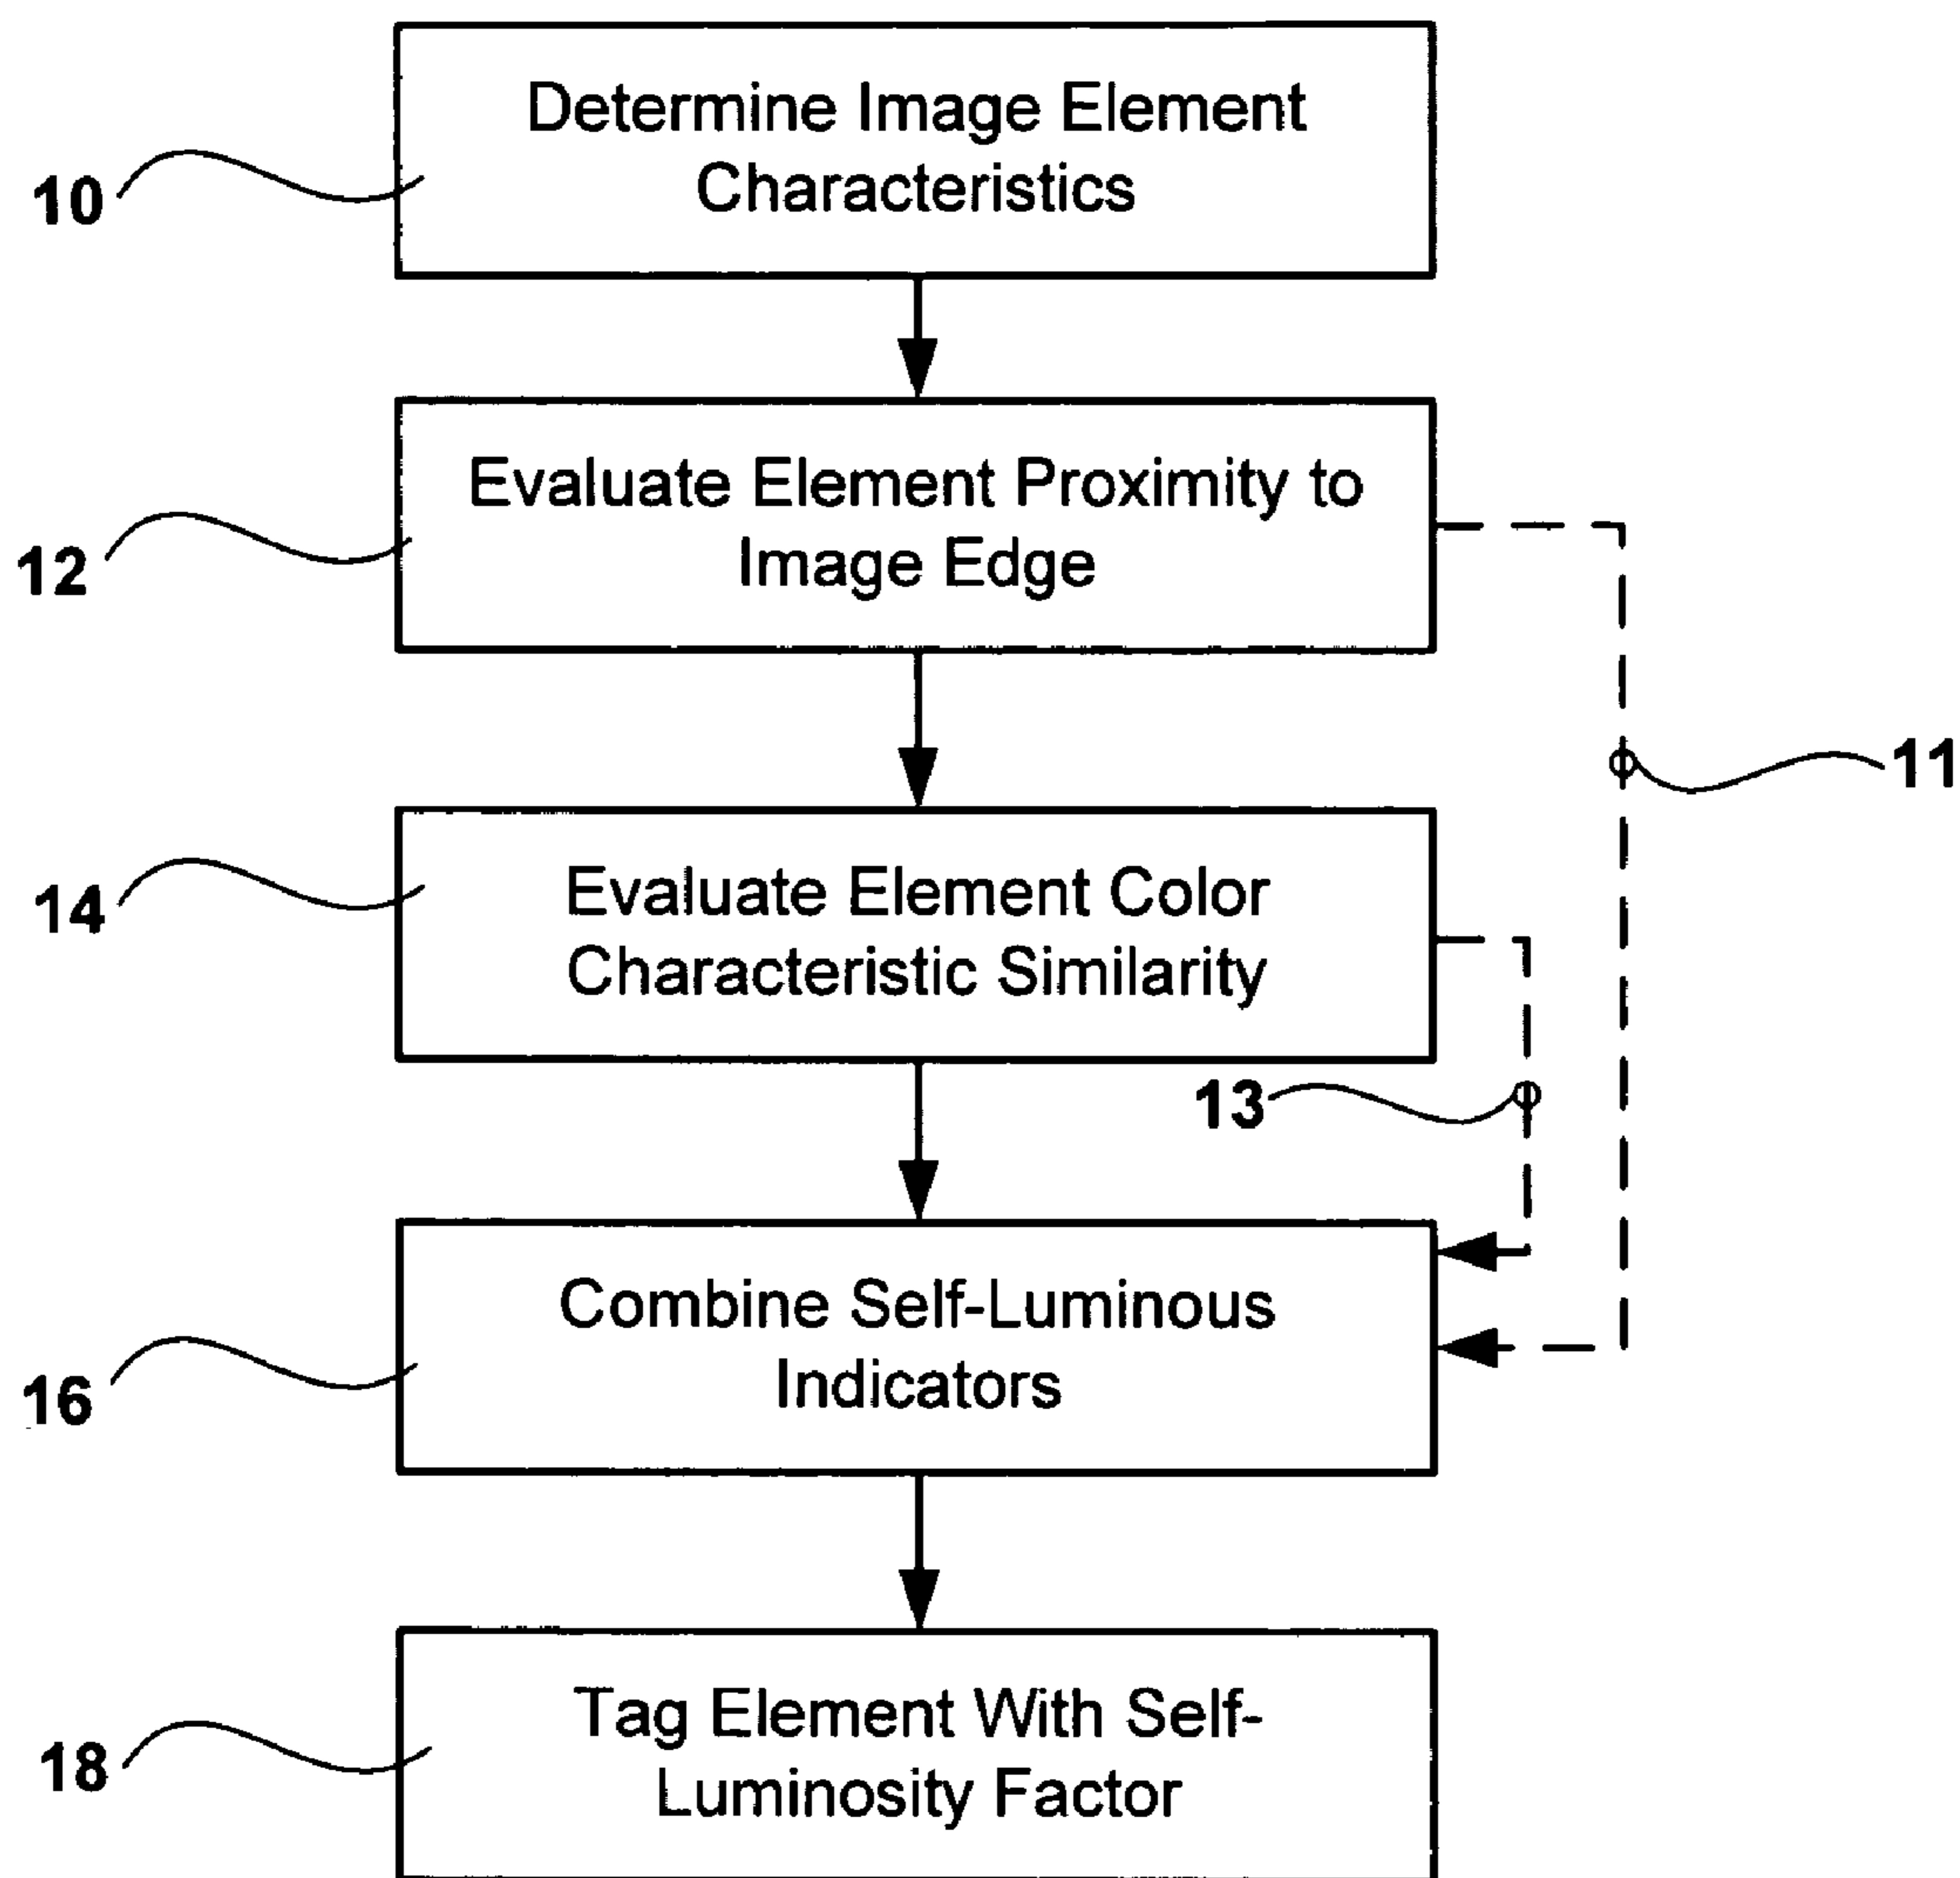 Determine Image Element
Characteristics
10
Evaluate Element Proximity to
Image Edge
12
11
Evaluate Element Color
Characteristic Similarity
14
13
Combine Self-Luminous
Indicators
16
Tag Element With Self-
Luminosity Factor
18